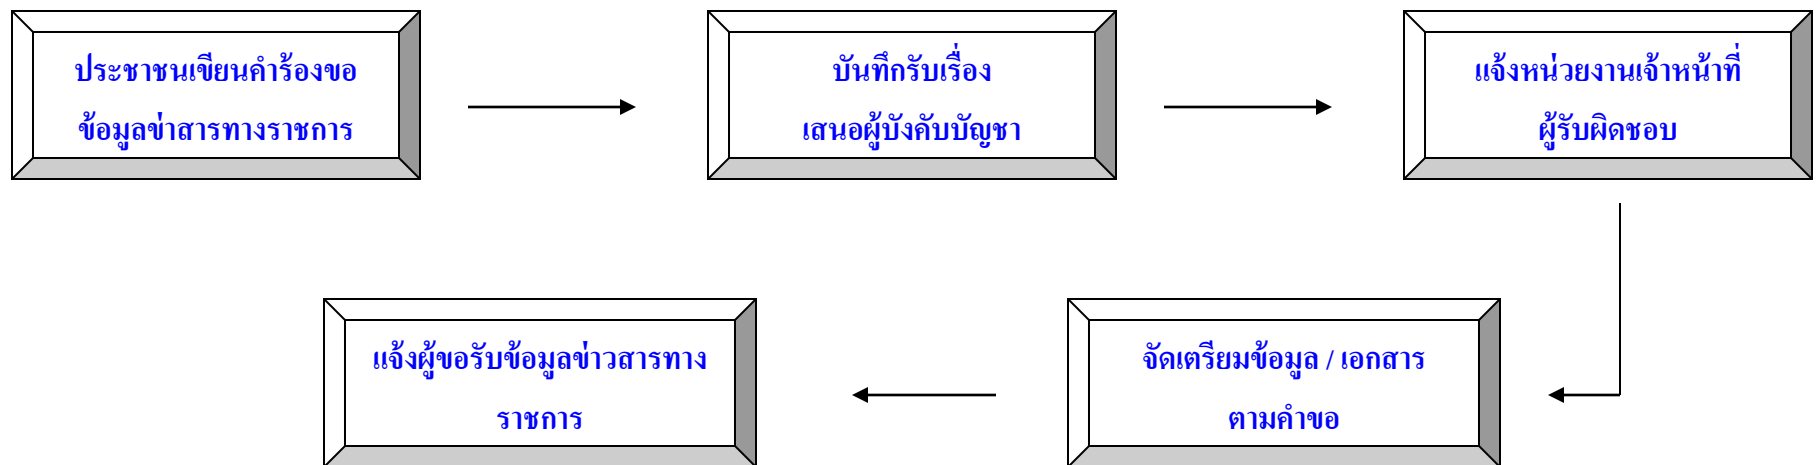 ประชาชนเขียนคำร้องขอ
ข้อมูลข่าสารทางราชการ
บันทึกรับเรื่อง
เสนอผู้บังคับบัญชา
แจ้งหน่วยงานเจ้าหน้าที่
ผู้รับผิดชอบ
จัดเตรียมข้อมูล / เอกสาร
ตามคำขอ
แจ้งผู้ขอรับข้อมูลข่าวสารทาง
ราชการ